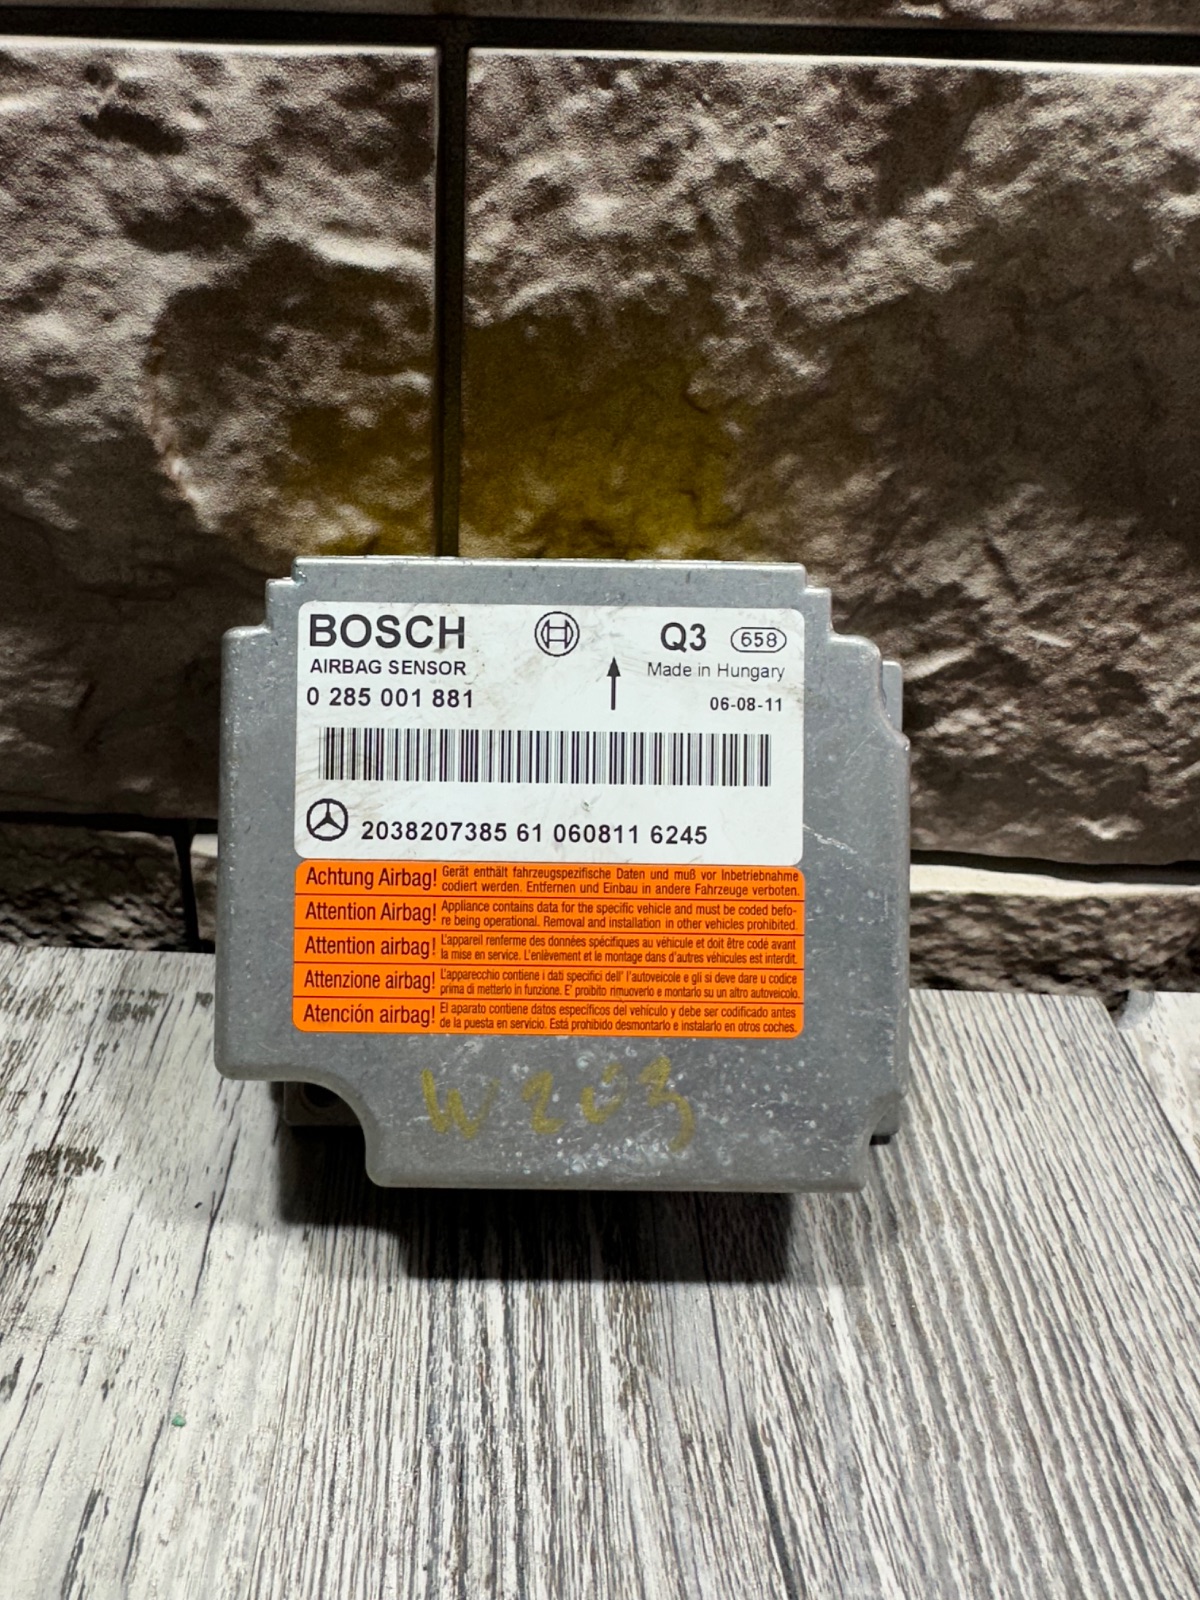 BOSCH
AIRBAG SENSOR
0 285 001 881
Q3 658
Made in Hungary
06-08-11
2038207385 61 060811 6245
Achtung Airbag! Gerät enthält fahrzeugspezifische Daten und muß vor Inbetriebnahme
codiert werden. Entfernen und Einbau in andere Fahrzeuge verboten.
Attention Airbag! Appliance contains data for the specific vehicle and must be coded befo-
re being operational. Removal and installation in other vehicles prohibited.
Attention airbag! L'appareil renferme des données spécifiques au véhicule et doit être codé avant
la mise en service. L'enlèvement et le montage dans d'autres véhicules est interdit.
Attenzione airbag! L'apparecchio contiene i dati specifici dell' l'autoveicole e gli si deve dare u codice
prima di metterlo in funzione. E' proibito rimuoverlo e montarlo su un altro autoveicolo.
Atención airbag! El aparato contiene datos específicos del vehículo y debe ser codificado antes
de la puesta en servicio. Está prohibido desmontarlo e instalarlo en otros coches.
W203